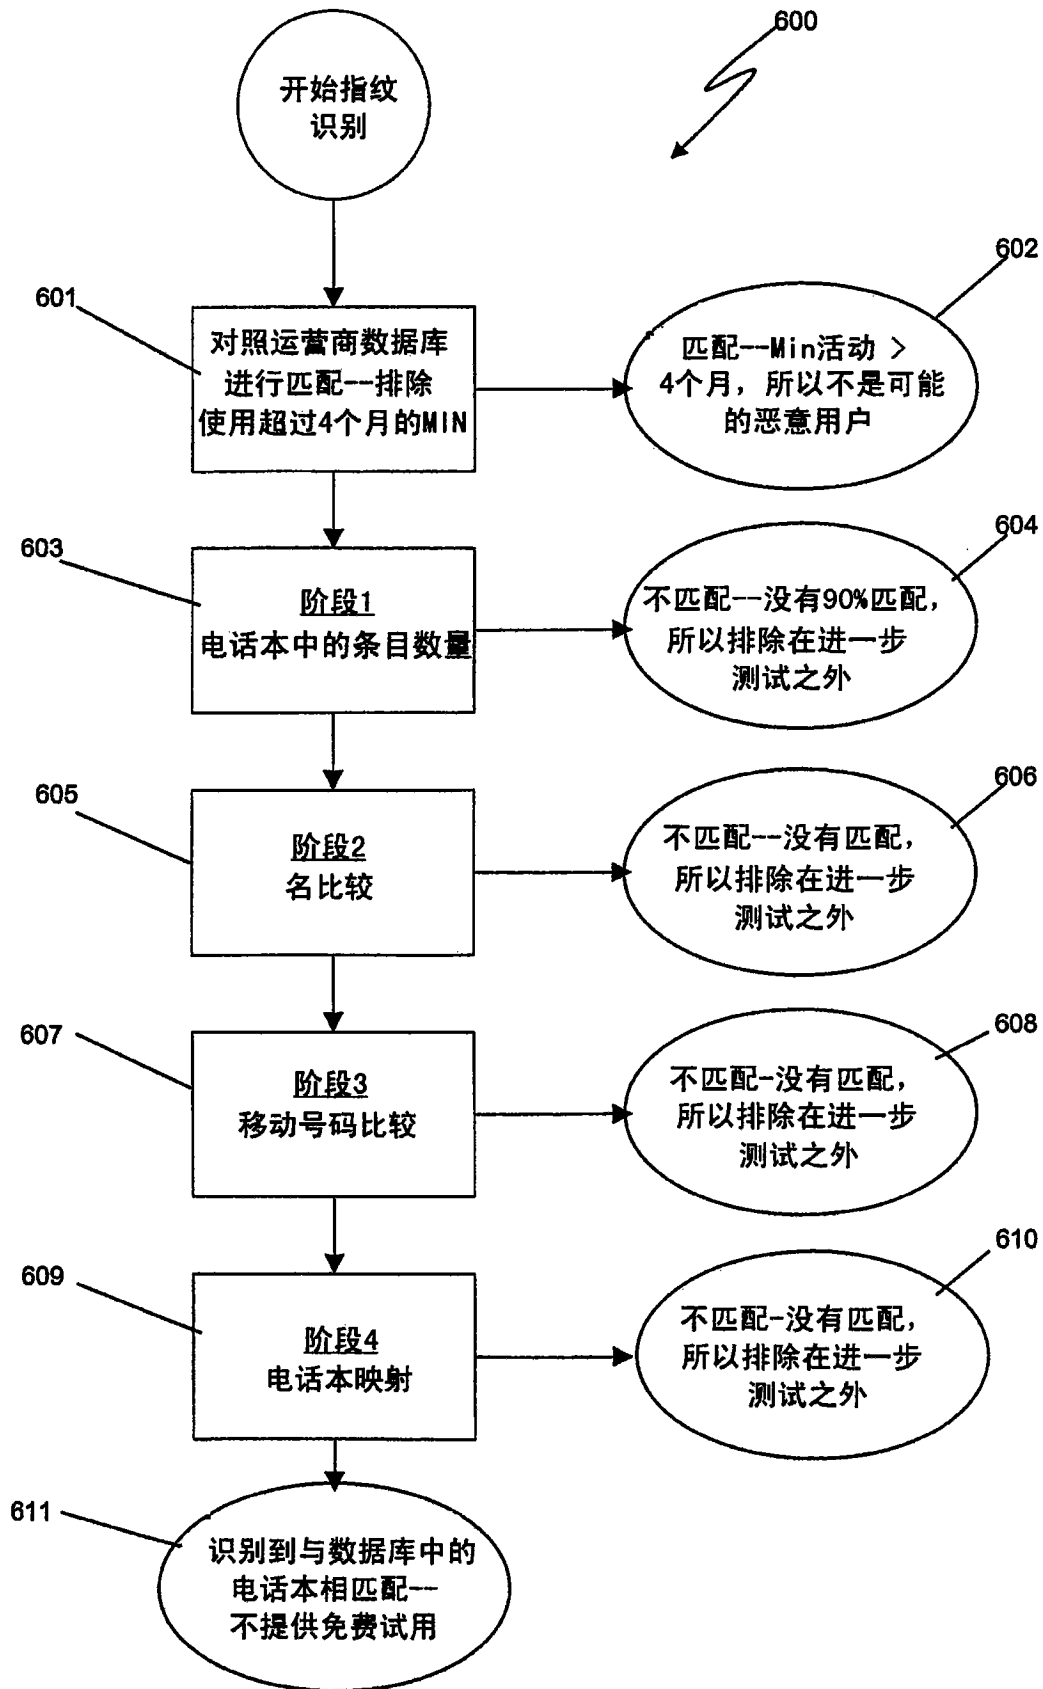 600
开始指纹
识别
601
对照运营商数据库
进行匹配--排除
使用超过4个月的MIN
602
匹配--Min活动 >
4个月，所以不是可能
的恶意用户
603
阶段1
电话本中的条目数量
604
不匹配--没有90%匹配，
所以排除在进一步
测试之外
605
阶段2
名比较
606
不匹配--没有匹配，
所以排除在进一步
测试之外
607
阶段3
移动号码比较
608
不匹配-没有匹配，
所以排除在进一步
测试之外
609
阶段4
电话本映射
610
不匹配-没有匹配，
所以排除在进一步
测试之外
611
识别到与数据库中的
电话本相匹配--
不提供免费试用